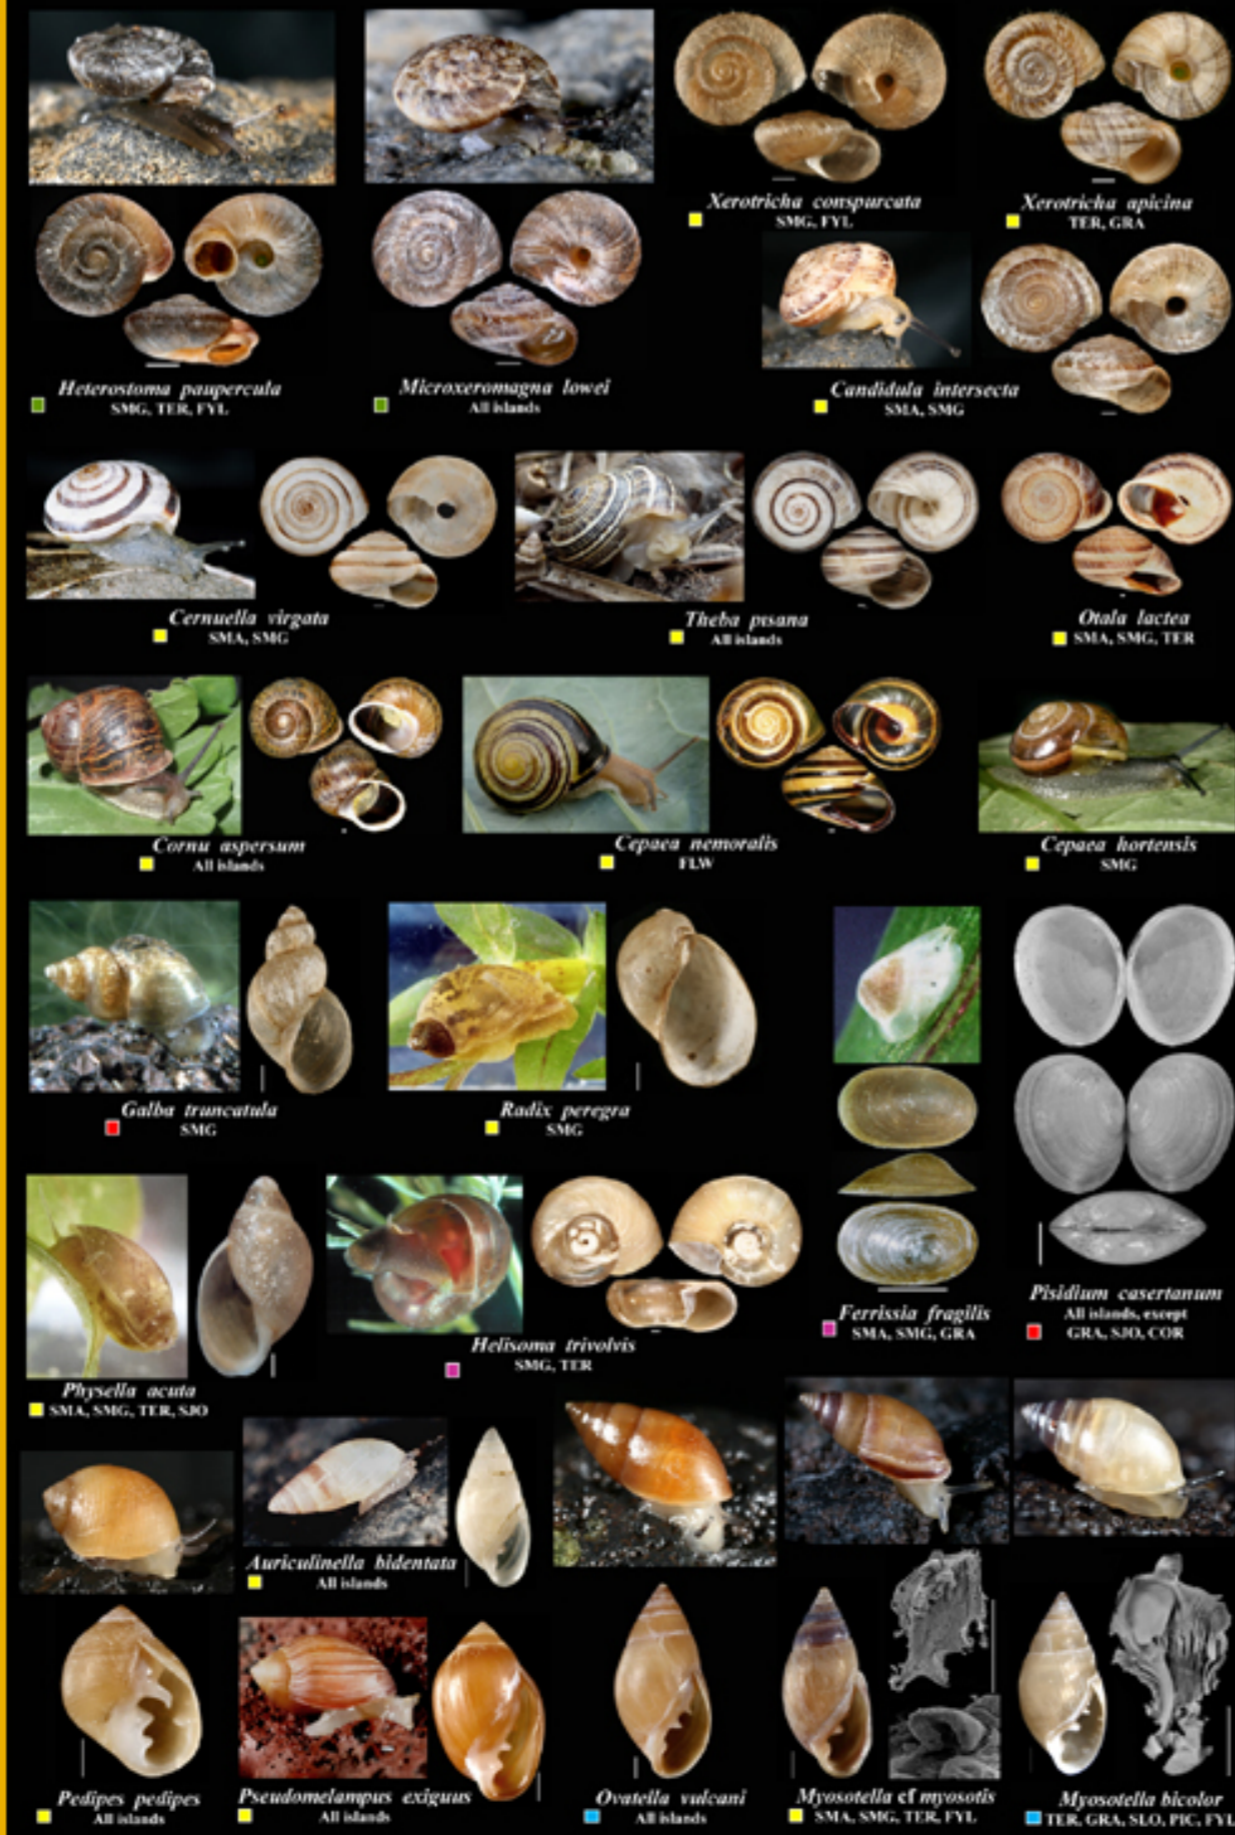 Xerotricha conspurcata
SMG, FYL
Xerotricha apicina
TER, GRA
Heterostoma paupercula
SMG, TER, FYL
Microxeromagna lowei
All islands
Candidula intersecta
SMA, SMG
Cernuella virgata
SMA, SMG
Theba pisana
All islands
Otala lactea
SMA, SMG, TER
Cornu aspersum
All islands
Cepaea nemoralis
FLW
Cepaea hortensis
SMG
Galba truncatula
SMG
Radix peregra
SMG
Ferrissia fragilis
SMA, SMG, GRA
Pisidium casertanum
All islands, except
GRA, SJO, COR
Helisoma trivolvis
SMG, TER
Physella acuta
SMA, SMG, TER, SJO
Auriculinella bidentata
All islands
Pedipes pedipes
All islands
Pseudomelampus exiguus
All islands
Ovatella vulcani
All islands
Myosotella cf myosotis
SMA, SMG, TER, FYL
Myosotella bicolor
TER, GRA, SLO, PIC, FYL